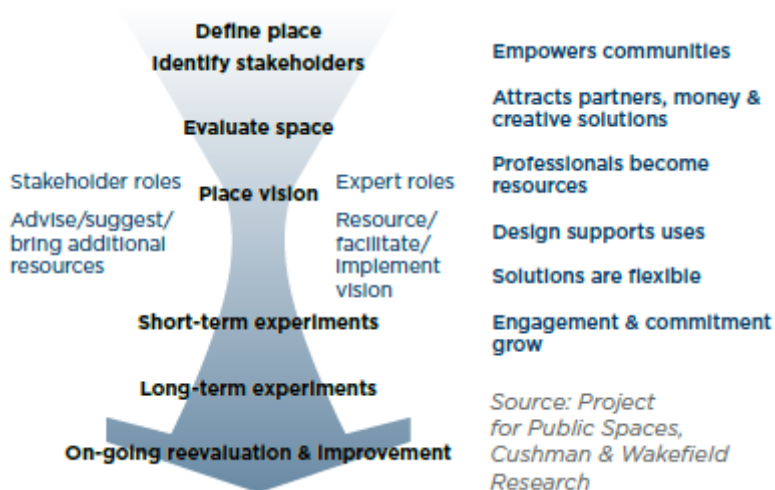 Define place
Identify stakeholders
Evaluate space
Place vision
Stakeholder roles
Advise/suggest/
bring additional
resources
Expert roles
Resource/
facilitate/
implement
vision
Short-term experiments
Long-term experiments
On-going reevaluation & improvement
Empowers communities
Attracts partners, money &
creative solutions
Professionals become
resources
Design supports uses
Solutions are flexible
Engagement & commitment
grow
Source: Project
for Public Spaces,
Cushman & Wakefield
Research